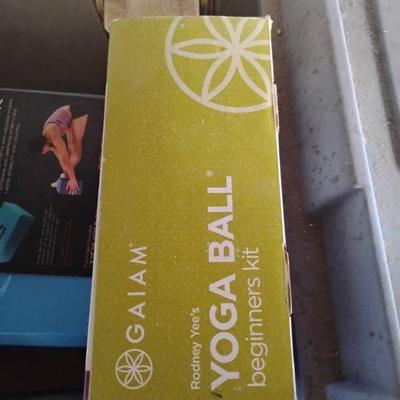 GAIAM®
Rodney Yee's
YOGA BALL®
beginners kit